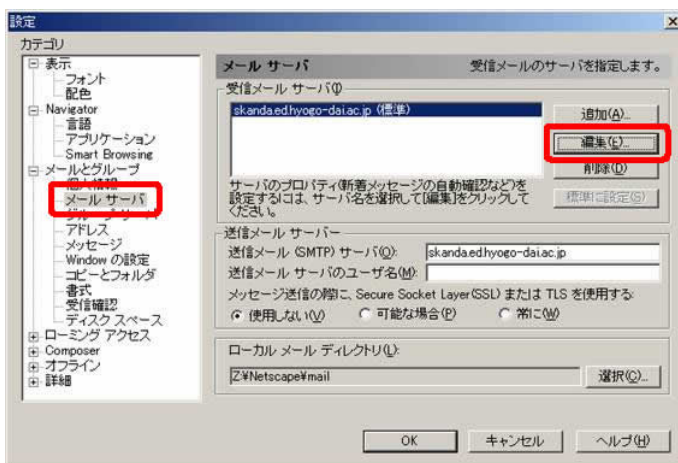 設定
カテゴリ
表示
フォント
配色
Navigator
言語
アプリケーション
Smart Browsing
メールとグループ
個人情報
メール サーバ
グループ サーバ
アドレス
メッセージ
Window の設定
コピーとフォルダ
書式
受信確認
ディスク スペース
ローミング アクセス
Composer
オフライン
詳細
メール サーバ
受信メールのサーバを指定します。
受信メール サーバ(I)
skanda.ed.hyogo-dai.ac.jp (標準)
追加(A)...
編集(E)...
削除(D)
標準に設定(S)
サーバのプロパティ(新着メッセージの自動確認など)を
設定するには、サーバ名を選択して[編集]をクリックして
ください。
送信メール サーバー
送信メール (SMTP) サーバ(O):
skanda.ed.hyogo-dai.ac.jp
送信メール サーバのユーザ名(M):
メッセージ送信の際に、Secure Socket Layer(SSL) または TLS を使用する:
使用しない(V)
可能な場合(P)
常に(W)
ローカル メール ディレクトリ(L):
Z:¥Netscape¥mail
選択(C)...
OK
キャンセル
ヘルプ(H)